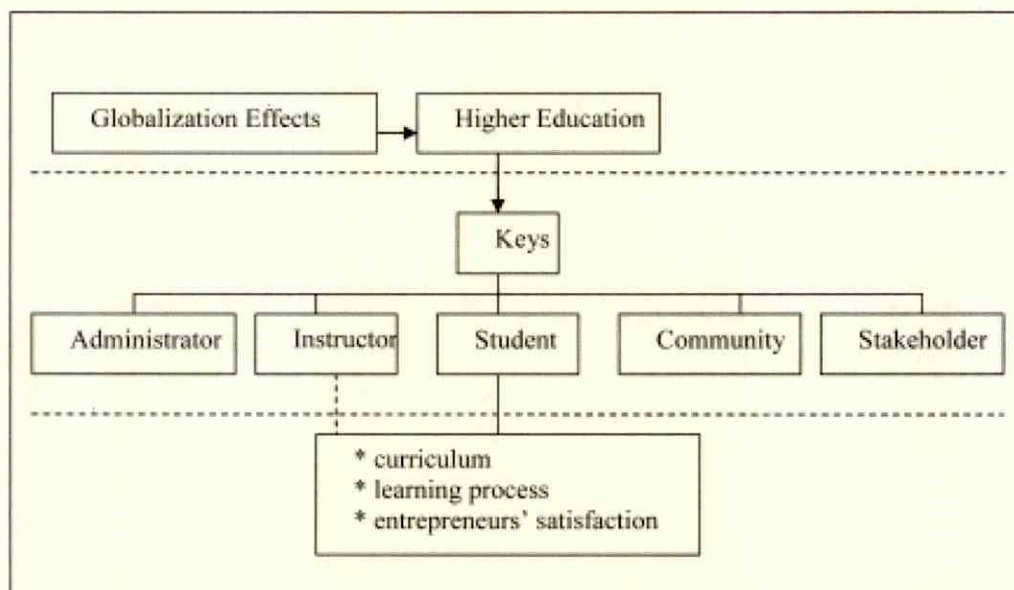 Globalization Effects
Higher Education
Keys
Administrator
Instructor
Student
Community
Stakeholder
* curriculum
* learning process
* entrepreneurs' satisfaction